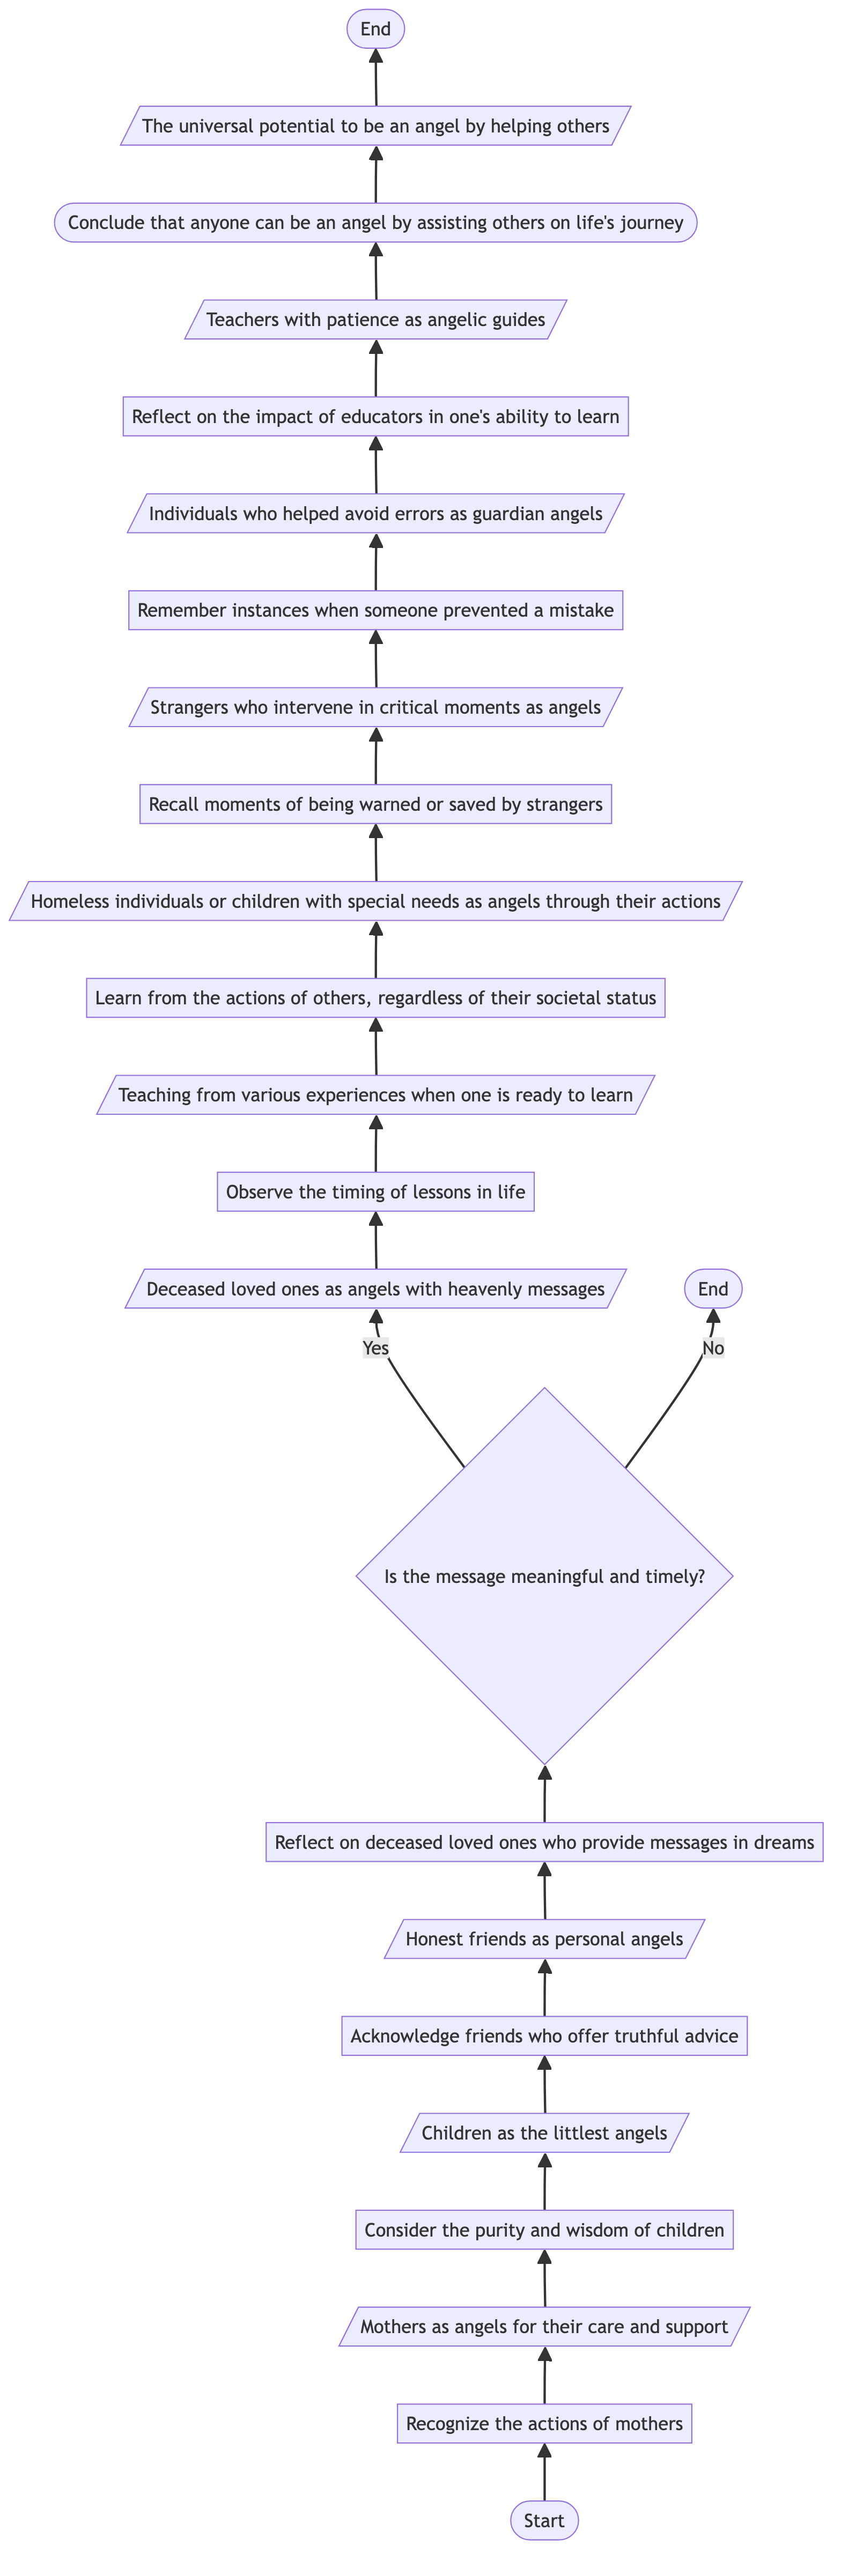 End
The universal potential to be an angel by helping others
Conclude that anyone can be an angel by assisting others on life's journey
Teachers with patience as angelic guides
Reflect on the impact of educators in one's ability to learn
Individuals who helped avoid errors as guardian angels
Remember instances when someone prevented a mistake
Strangers who intervene in critical moments as angels
Recall moments of being warned or saved by strangers
Homeless individuals or children with special needs as angels through their actions
Learn from the actions of others, regardless of their societal status
Teaching from various experiences when one is ready to learn
Observe the timing of lessons in life
Deceased loved ones as angels with heavenly messages
End
Yes
No
Is the message meaningful and timely?
Reflect on deceased loved ones who provide messages in dreams
Honest friends as personal angels
Acknowledge friends who offer truthful advice
Children as the littlest angels
Consider the purity and wisdom of children
Mothers as angels for their care and support
Recognize the actions of mothers
Start